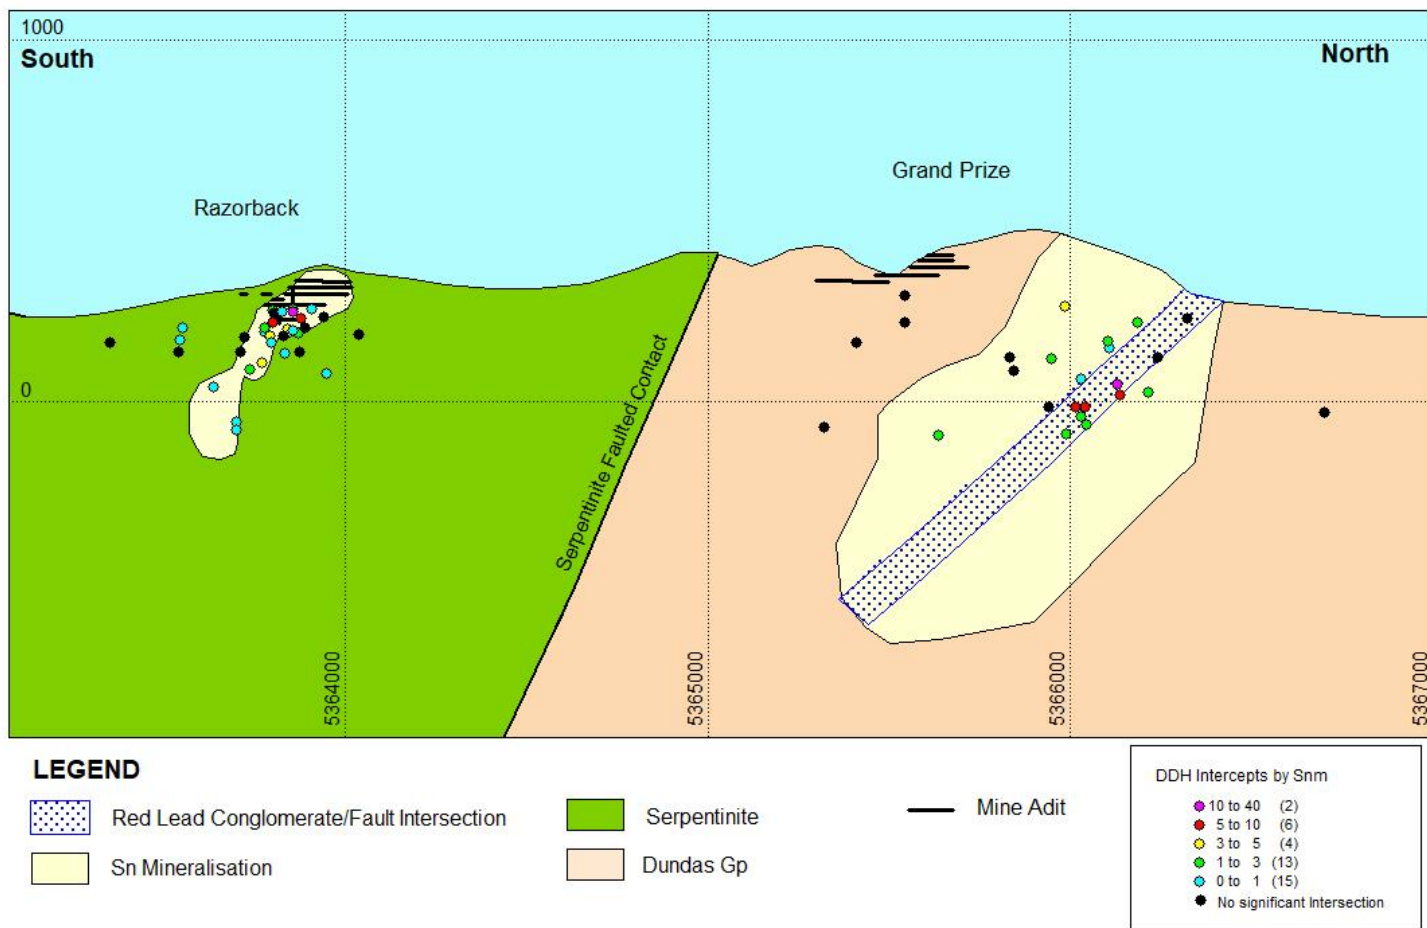 1000
South
North
Grand Prize
Razorback
0
Serpentinite Faulted Contact
5364000
5365000
5366000
5367000
LEGEND
Red Lead Conglomerate/Fault Intersection
Sn Mineralisation
Serpentinite
Dundas Gp
Mine Adit
DDH Intercepts by Snm
10 to 40 (2)
5 to 10 (6)
3 to 5 (4)
1 to 3 (13)
0 to 1 (15)
No significant Intersection